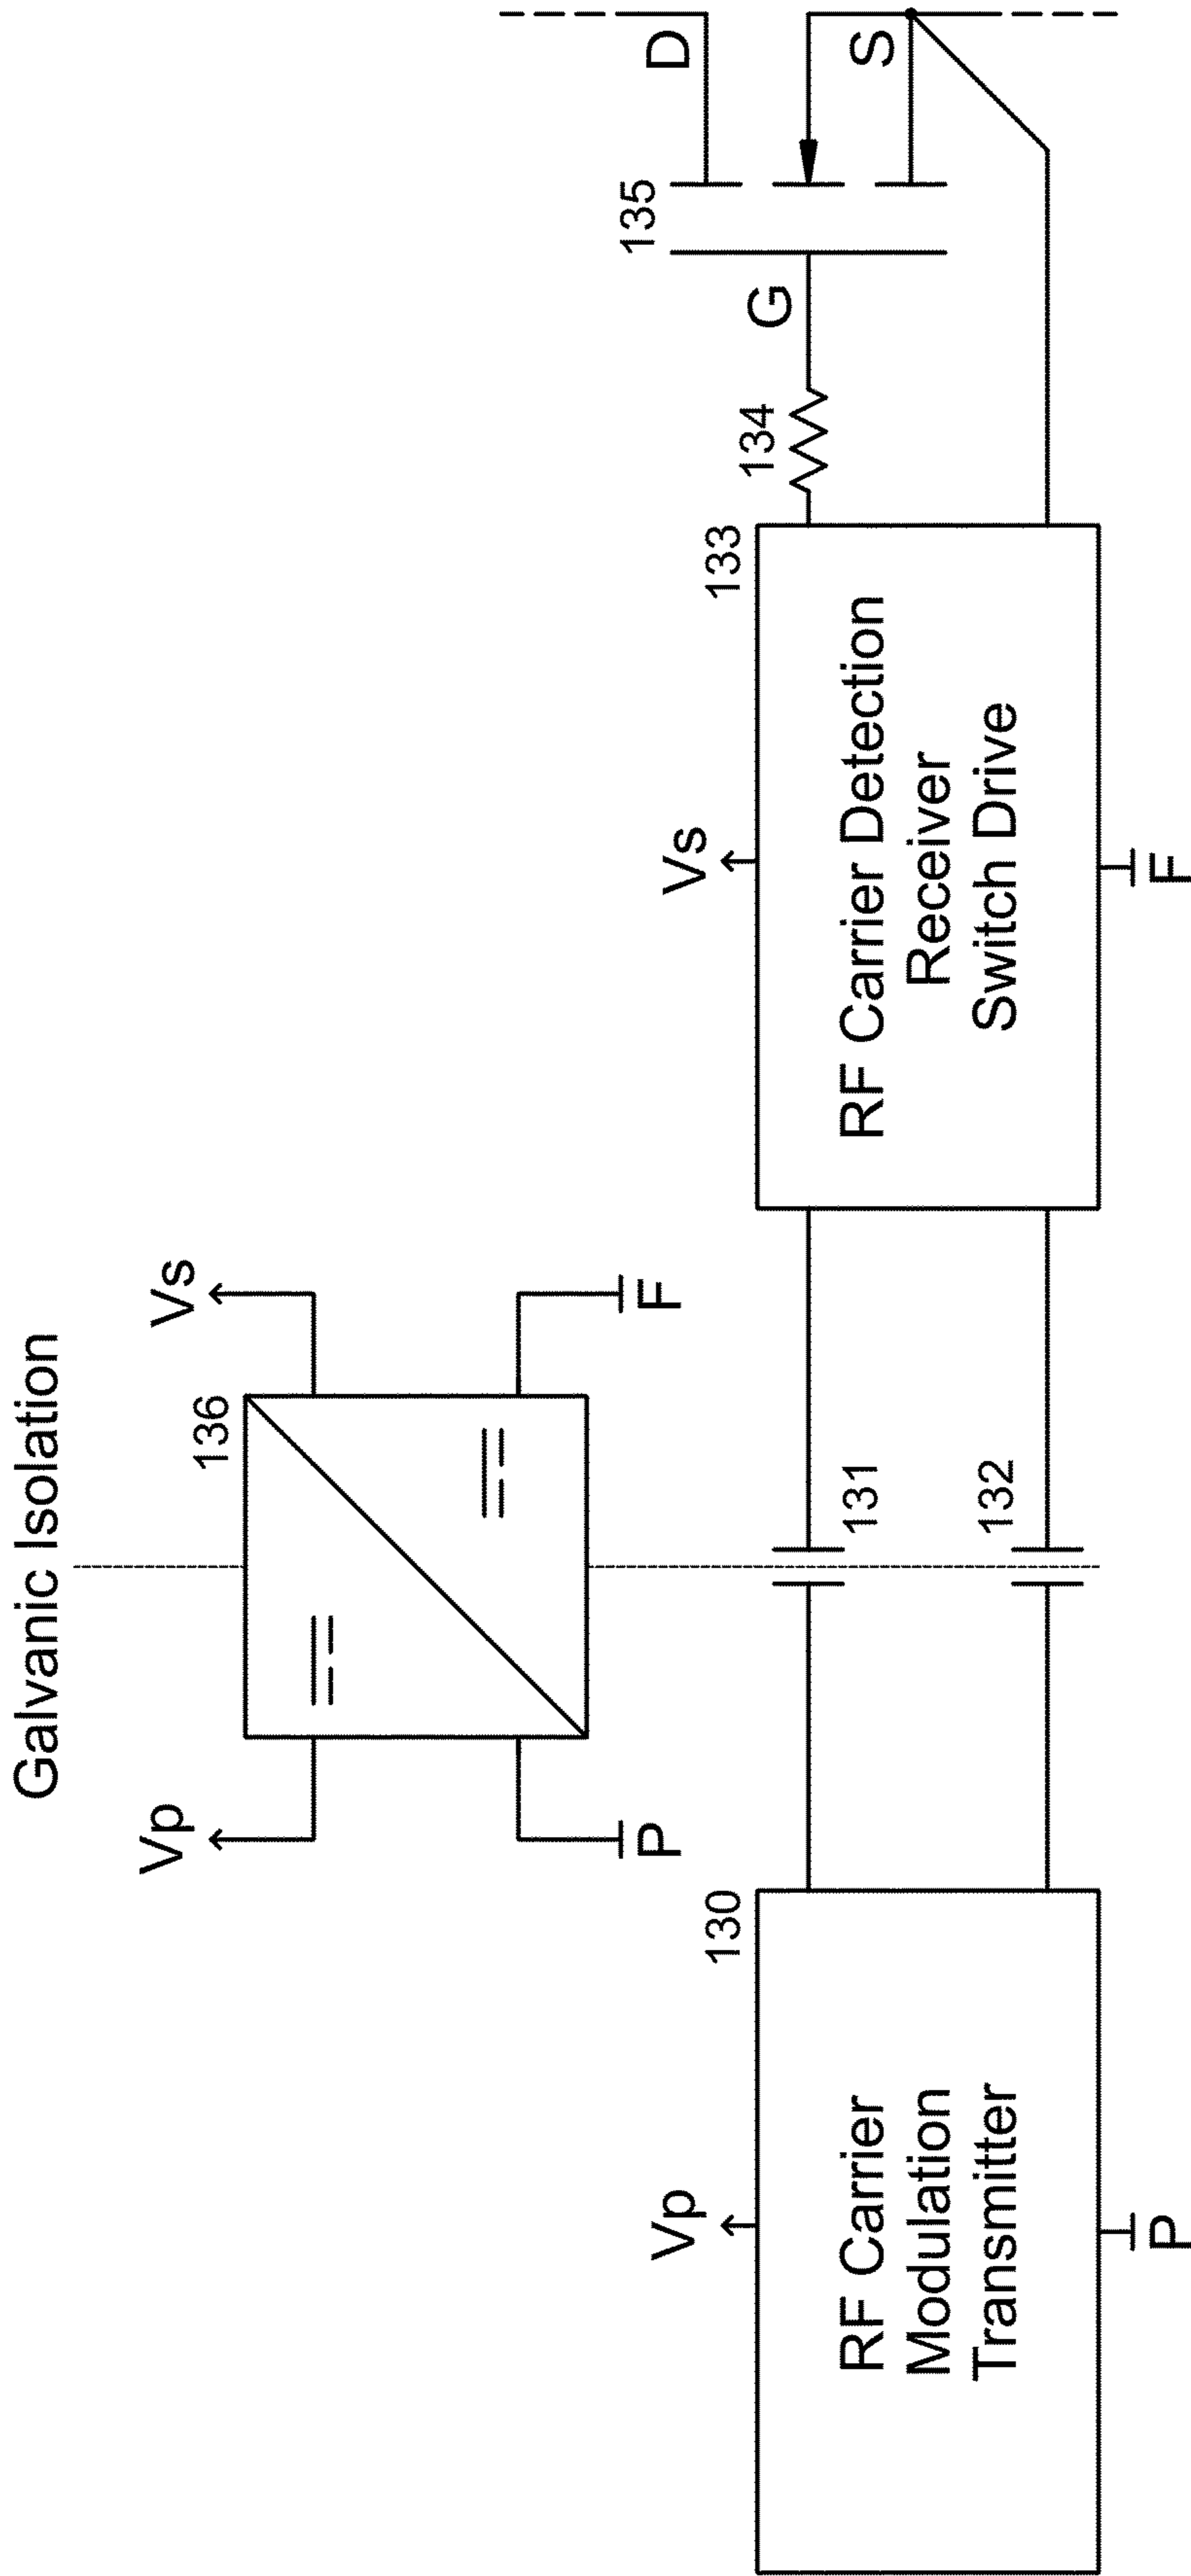 Galvanic Isolation
Vp
136
Vs
P
F
Vp
130
RF Carrier
Modulation
Transmitter
P
131
132
Vs
133
RF Carrier Detection
Receiver
Switch Drive
F
134
G
135
D
S